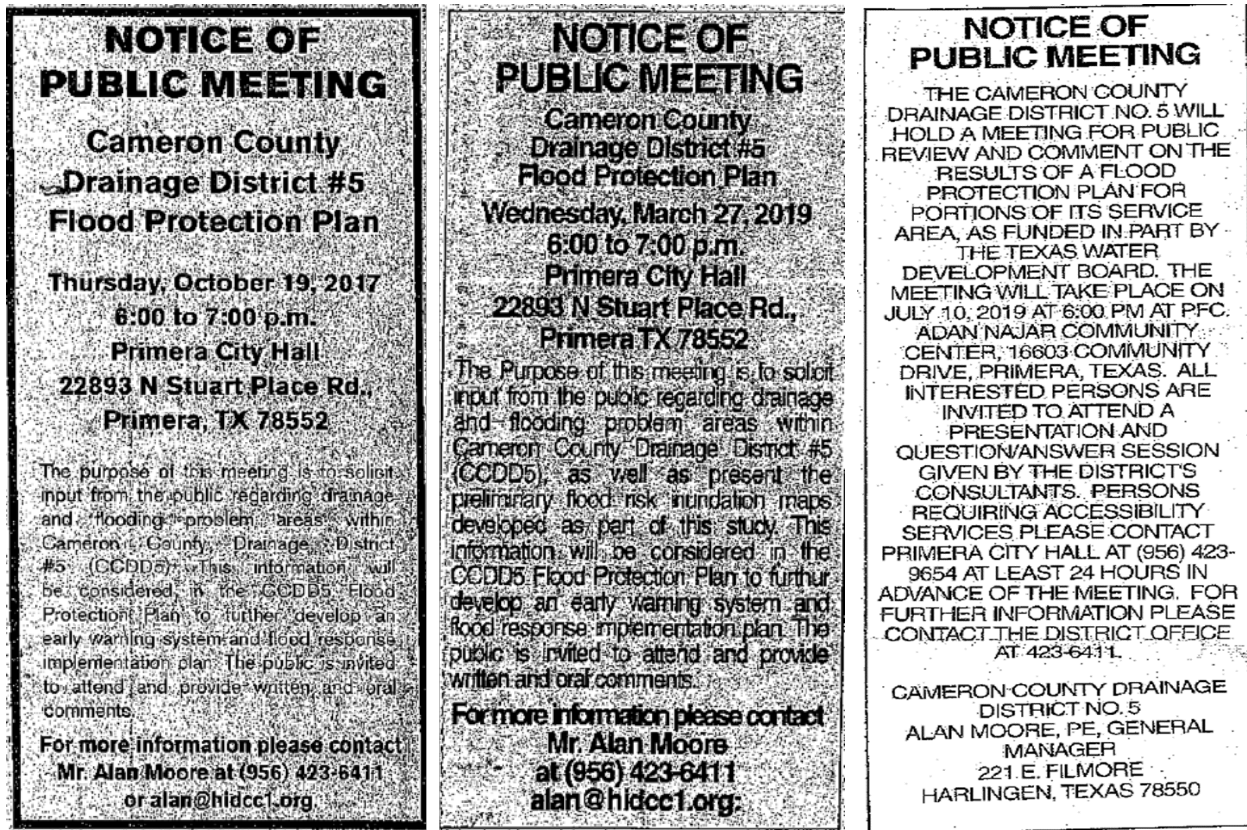 NOTICE OF
PUBLIC MEETING
Cameron County
Drainage District #5
Flood Protection Plan
Thursday, October 19, 2017
6:00 to 7:00 p.m.
Primera City Hall
22893 N Stuart Place Rd.,
Primera, TX 78552
The purpose of this meeting is to solicit
input from the public regarding drainage
and flooding problem areas within
Cameron County Drainage District
#5 (CCDD5). This information will
be considered in the CCDD5 Flood
Protection Plan to further develop an
early warning system and flood response
implementation plan. The public is invited
to attend and provide written and oral
comments.
For more information please contact
Mr. Alan Moore at (956) 423-6411
or alan@hidcc1.org
NOTICE OF
PUBLIC MEETING
Cameron County
Drainage District #5
Flood Protection Plan
Wednesday, March 27, 2019
6:00 to 7:00 p.m.
Primera City Hall
22893 N Stuart Place Rd.,
Primera TX 78552
The Purpose of this meeting is to solicit
input from the public regarding drainage
and flooding problem areas within
Cameron County Drainage District #5
(CCDD5), as well as present the
preliminary flood risk inundation maps
developed as part of this study. This
information will be considered in the
CCDD5 Flood Protection Plan to furthur
develop an early warning system and
flood response implementation plan. The
public is invited to attend and provide
written and oral comments.
For more information please contact
Mr. Alan Moore
at (956) 423-6411
alan@hidcc1.org;
NOTICE OF
PUBLIC MEETING
THE CAMERON COUNTY
DRAINAGE DISTRICT NO. 5 WILL
HOLD A MEETING FOR PUBLIC
REVIEW AND COMMENT ON THE
RESULTS OF A FLOOD
PROTECTION PLAN FOR
PORTIONS OF ITS SERVICE
AREA, AS FUNDED IN PART BY
THE TEXAS WATER
DEVELOPMENT BOARD. THE
MEETING WILL TAKE PLACE ON
JULY 10, 2019 AT 6:00 PM AT PFC.
ADAN NAJAR COMMUNITY
CENTER, 16603 COMMUNITY
DRIVE, PRIMERA, TEXAS. ALL
INTERESTED PERSONS ARE
INVITED TO ATTEND A
PRESENTATION AND
QUESTION/ANSWER SESSION
GIVEN BY THE DISTRICT'S
CONSULTANTS. PERSONS
REQUIRING ACCESSIBILITY
SERVICES PLEASE CONTACT
PRIMERA CITY HALL AT (956) 423-
9654 AT LEAST 24 HOURS IN
ADVANCE OF THE MEETING. FOR
FURTHER INFORMATION PLEASE
CONTACT THE DISTRICT OFFICE
AT 423-6411.
CAMERON COUNTY DRAINAGE
DISTRICT NO. 5
ALAN MOORE, PE, GENERAL
MANAGER
221 E. FILMORE
HARLINGEN, TEXAS 78550